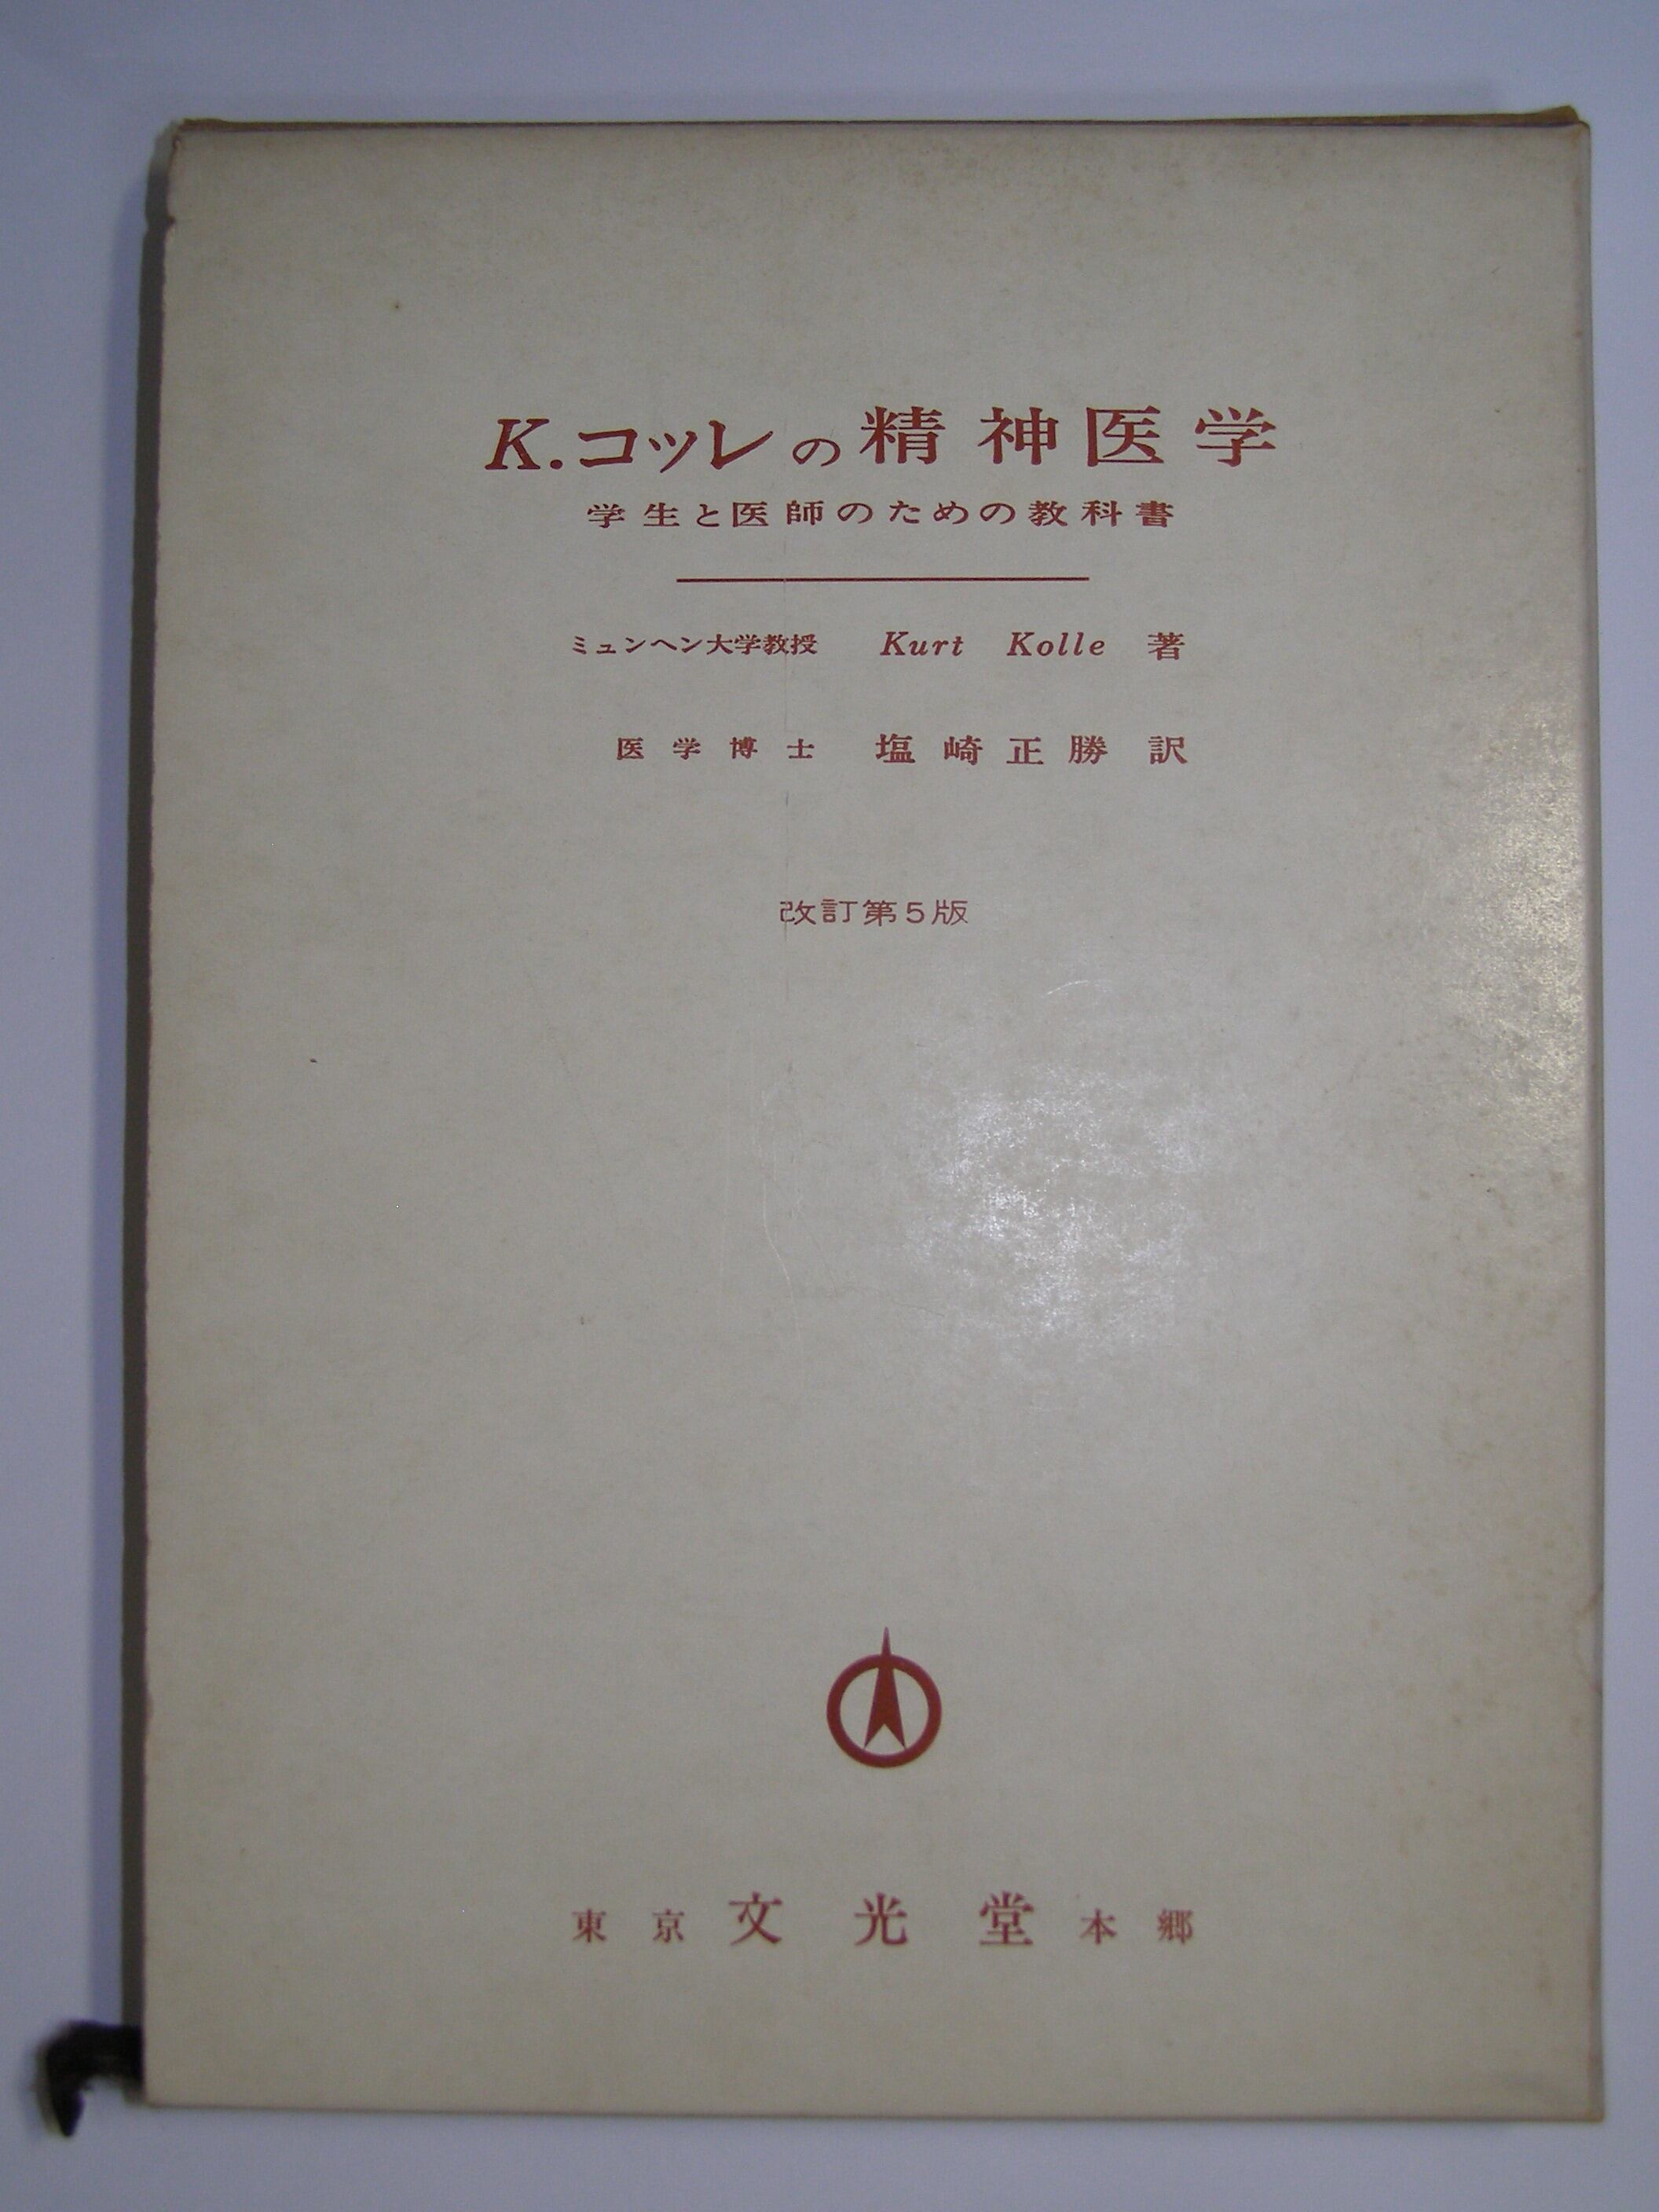 K.コッレの精神医学
学生と医師のための教科書
ミュンヘン大学教授 Kurt Kolle 著
医学博士 塩崎正勝 訳
改訂第5版
東京 文光堂 本郷